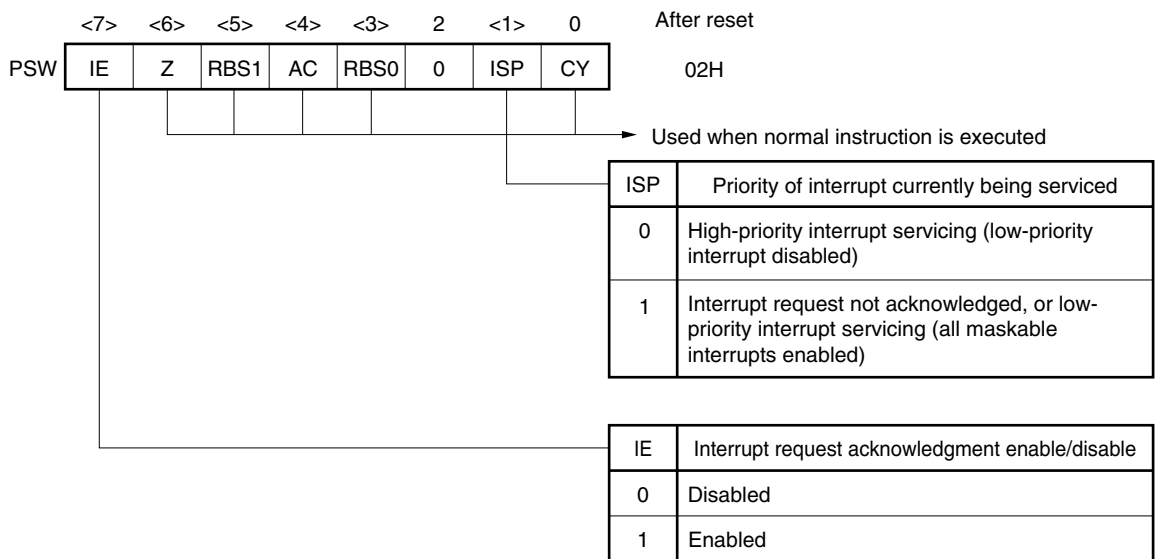 <7> <6> <5> <4> <3> 2 <1> 0 After reset
PSW IE Z RBS1 AC RBS0 0 ISP CY 02H
Used when normal instruction is executed
ISP Priority of interrupt currently being serviced
0 High-priority interrupt servicing (low-priority
interrupt disabled)
1 Interrupt request not acknowledged, or low-
priority interrupt servicing (all maskable
interrupts enabled)
IE Interrupt request acknowledgment enable/disable
0 Disabled
1 Enabled